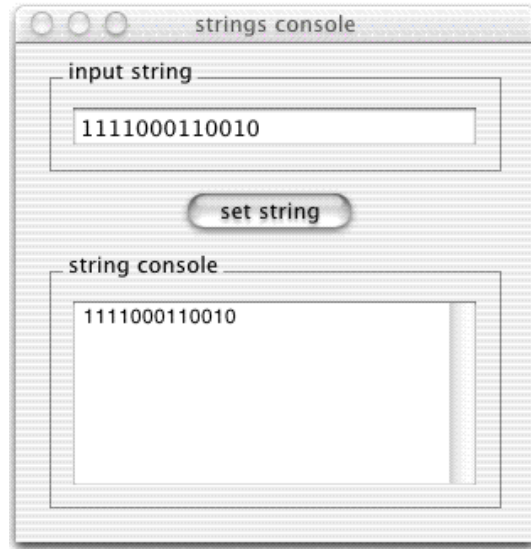 strings console
input string
1111000110010
set string
string console
1111000110010